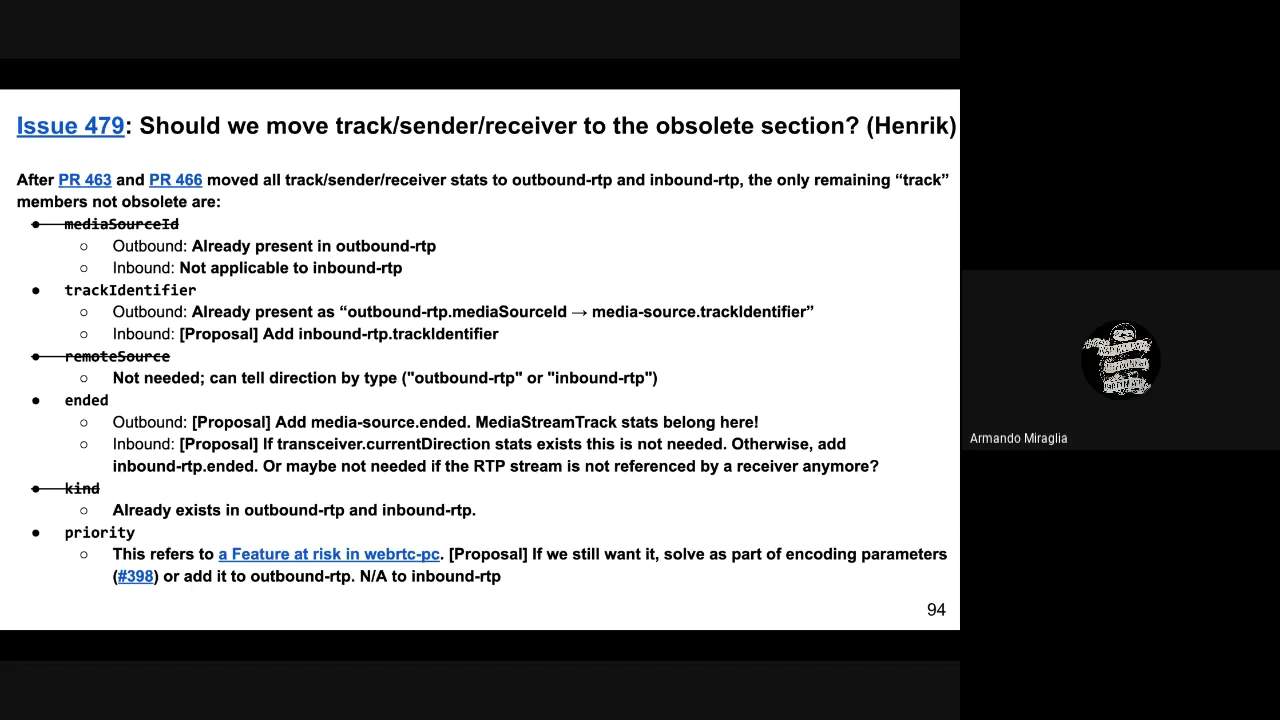 Issue 479: Should we move track/sender/receiver to the obsolete section? (Henrik)
After PR 463 and PR 466 moved all track/sender/receiver stats to outbound-rtp and inbound-rtp, the only remaining “track”
members not obsolete are:
● mediaSourceId
○ Outbound: Already present in outbound-rtp
○ Inbound: Not applicable to inbound-rtp
● trackIdentifier
○ Outbound: Already present as “outbound-rtp.mediaSourceId → media-source.trackIdentifier”
○ Inbound: [Proposal] Add inbound-rtp.trackIdentifier
● remoteSource
○ Not needed; can tell direction by type ("outbound-rtp" or "inbound-rtp")
● ended
○ Outbound: [Proposal] Add media-source.ended. MediaStreamTrack stats belong here!
○ Inbound: [Proposal] If transceiver.currentDirection stats exists this is not needed. Otherwise, add
inbound-rtp.ended. Or maybe not needed if the RTP stream is not referenced by a receiver anymore?
● kind
○ Already exists in outbound-rtp and inbound-rtp.
● priority
○ This refers to a Feature at risk in webrtc-pc. [Proposal] If we still want it, solve as part of encoding parameters
(#398) or add it to outbound-rtp. N/A to inbound-rtp
94
Armando Miraglia